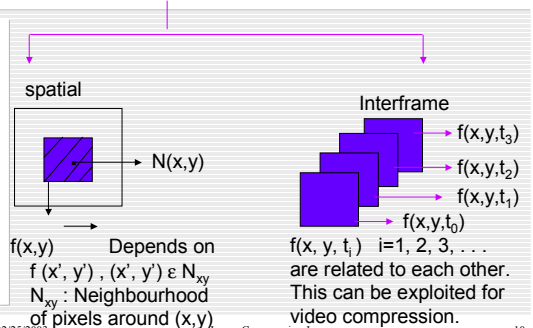 spatial
N(x,y)
f(x,y) Depends on
f (x', y') , (x', y') ε Nxy
Nxy : Neighbourhood
of pixels around (x,y)
Interframe
f(x,y,t3)
f(x,y,t2)
f(x,y,t1)
f(x,y,t0)
f(x, y, ti ) i=1, 2, 3, . . .
are related to each other.
This can be exploited for
video compression.